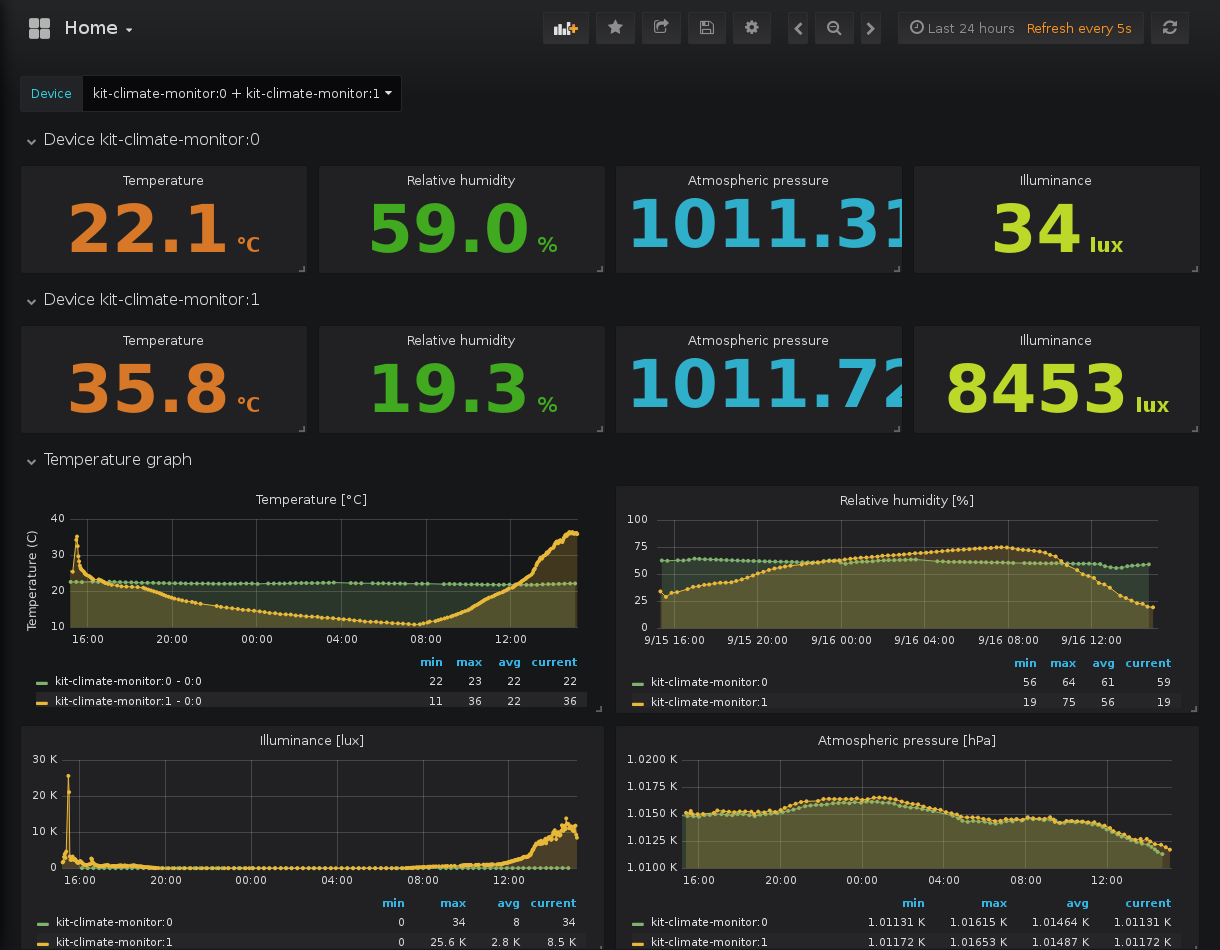 Home
Last 24 hours Refresh every 5s
Device kit-climate-monitor:0 + kit-climate-monitor:1
Device kit-climate-monitor:0
Temperature Relative humidity Atmospheric pressure Illuminance
22.1 °C 59.0 % 1011.31 34 lux
Device kit-climate-monitor:1
Temperature Relative humidity Atmospheric pressure Illuminance
35.8 °C 19.3 % 1011.72 8453 lux
Temperature graph
Temperature [°C]
Temperature (C)
40
30
20
10
16:00 20:00 00:00 04:00 08:00 12:00
min max avg current
kit-climate-monitor:0 - 0:0 22 23 22 22
kit-climate-monitor:1 - 0:0 11 36 22 36
Relative humidity [%]
100
75
50
25
0
9/15 16:00 9/15 20:00 9/16 00:00 9/16 04:00 9/16 08:00 9/16 12:00
min max avg current
kit-climate-monitor:0 56 64 61 59
kit-climate-monitor:1 19 75 56 19
Illuminance [lux]
30 K
20 K
10 K
0
16:00 20:00 00:00 04:00 08:00 12:00
min max avg current
kit-climate-monitor:0 0 34 8 34
kit-climate-monitor:1 0 25.6 K 2.8 K 8.5 K
Atmospheric pressure [hPa]
1.0200 K
1.0175 K
1.0150 K
1.0125 K
1.0100 K
16:00 20:00 00:00 04:00 08:00 12:00
min max avg current
kit-climate-monitor:0 1.01131 K 1.01615 K 1.01464 K 1.01131 K
kit-climate-monitor:1 1.01172 K 1.01653 K 1.01487 K 1.01172 K